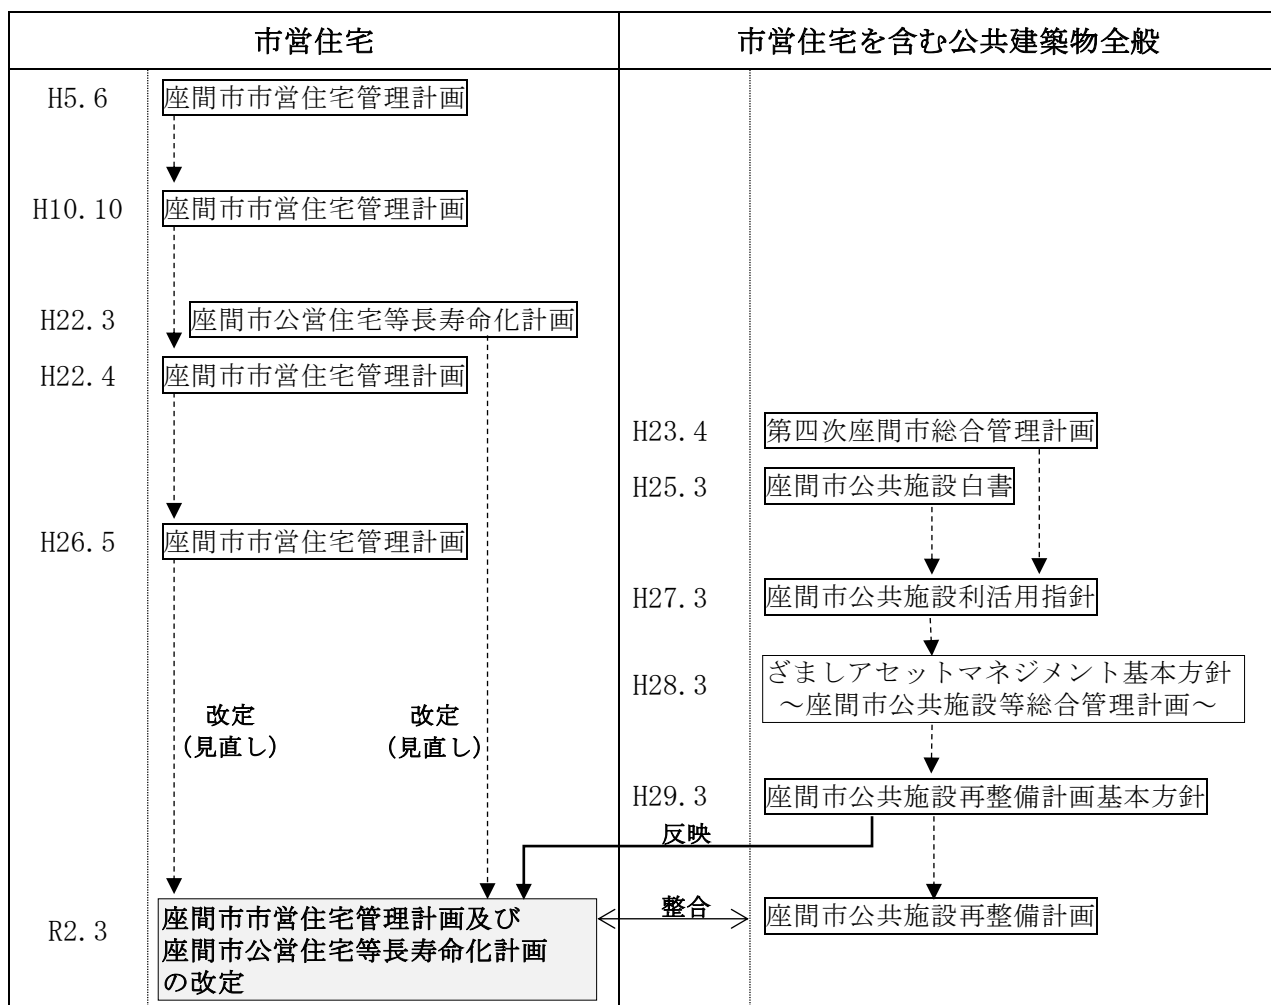 市営住宅
市営住宅を含む公共建築物全般
H5.6
座間市市営住宅管理計画
H10.10
座間市市営住宅管理計画
H22.3
座間市公営住宅等長寿命化計画
H22.4
座間市市営住宅管理計画
H23.4
第四次座間市総合管理計画
H25.3
座間市公共施設白書
H26.5
座間市市営住宅管理計画
H27.3
座間市公共施設利活用指針
H28.3
ざましアセットマネジメント基本方針
～座間市公共施設等総合管理計画～
改定
(見直し)
改定
(見直し)
H29.3
座間市公共施設再整備計画基本方針
反映
整合
R2.3
座間市市営住宅管理計画及び
座間市公営住宅等長寿命化計画
の改定
座間市公共施設再整備計画